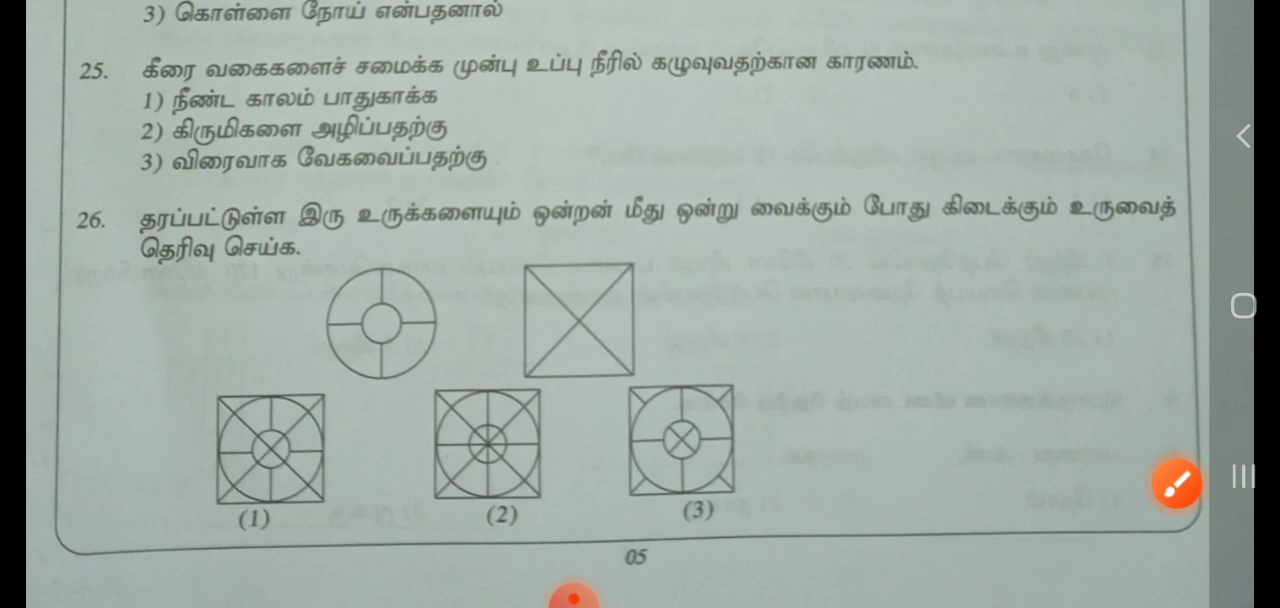 3) கொள்ளை நோய் என்பதனால்
25. கீரை வகைகளைச் சமைக்க முன்பு உப்பு நீரில் கழுவுவதற்கான காரணம்.
1) நீண்ட காலம் பாதுகாக்க
2) கிருமிகளை அழிப்பதற்கு
3) விரைவாக வேகவைப்பதற்கு
26. தரப்பட்டுள்ள இரு உருக்களையும் ஒன்றன் மீது ஒன்று வைக்கும் போது கிடைக்கும் உருவைத்
தெரிவு செய்க.
(1) (2) (3)
05